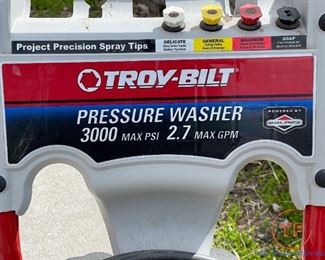 Project Precision Spray Tips
DELICATE
GENERAL
MAXIMUM
SOAP
TROY-BILT
PRESSURE WASHER
3000 MAX PSI 2.7 MAX GPM
POWERED BY
BRIGGS & STRATTON